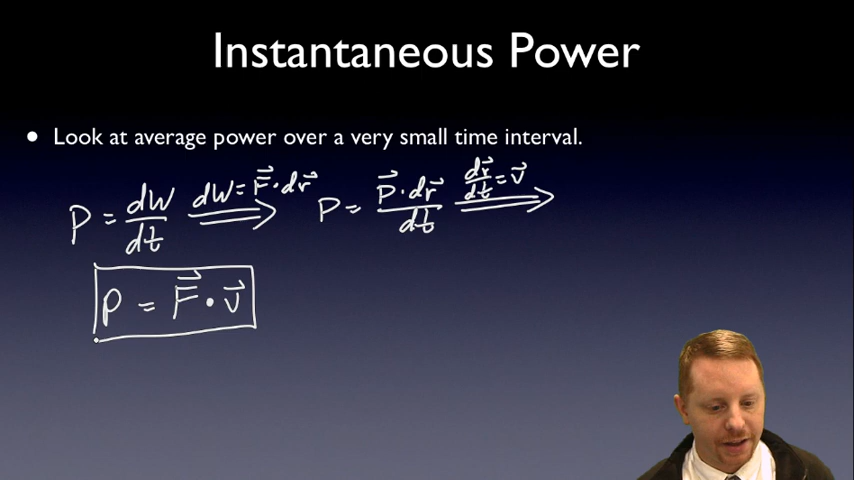 Instantaneous Power
• Look at average power over a very small time interval.
P = dW/dt ⟹ dW = F⃗ · dr⃗ P = P⃗ · dr⃗/dt ⟹ dr⃗/dt = v⃗
P = F⃗ · v⃗